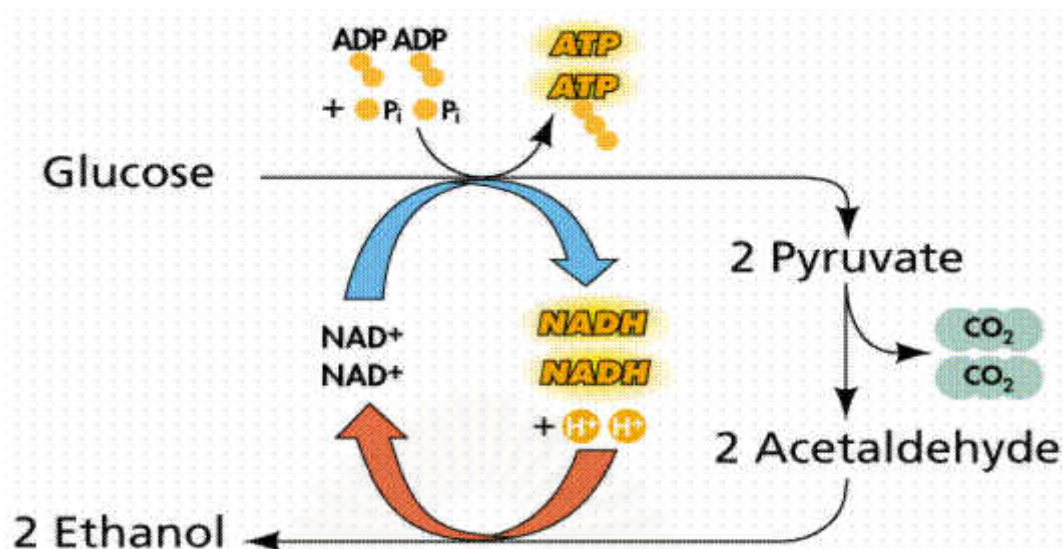 ADP ADP
+ Pi Pi
ATP
ATP
Glucose
2 Pyruvate
CO2
CO2
NAD+
NAD+
NADH
NADH
+ H+ H+
2 Acetaldehyde
2 Ethanol